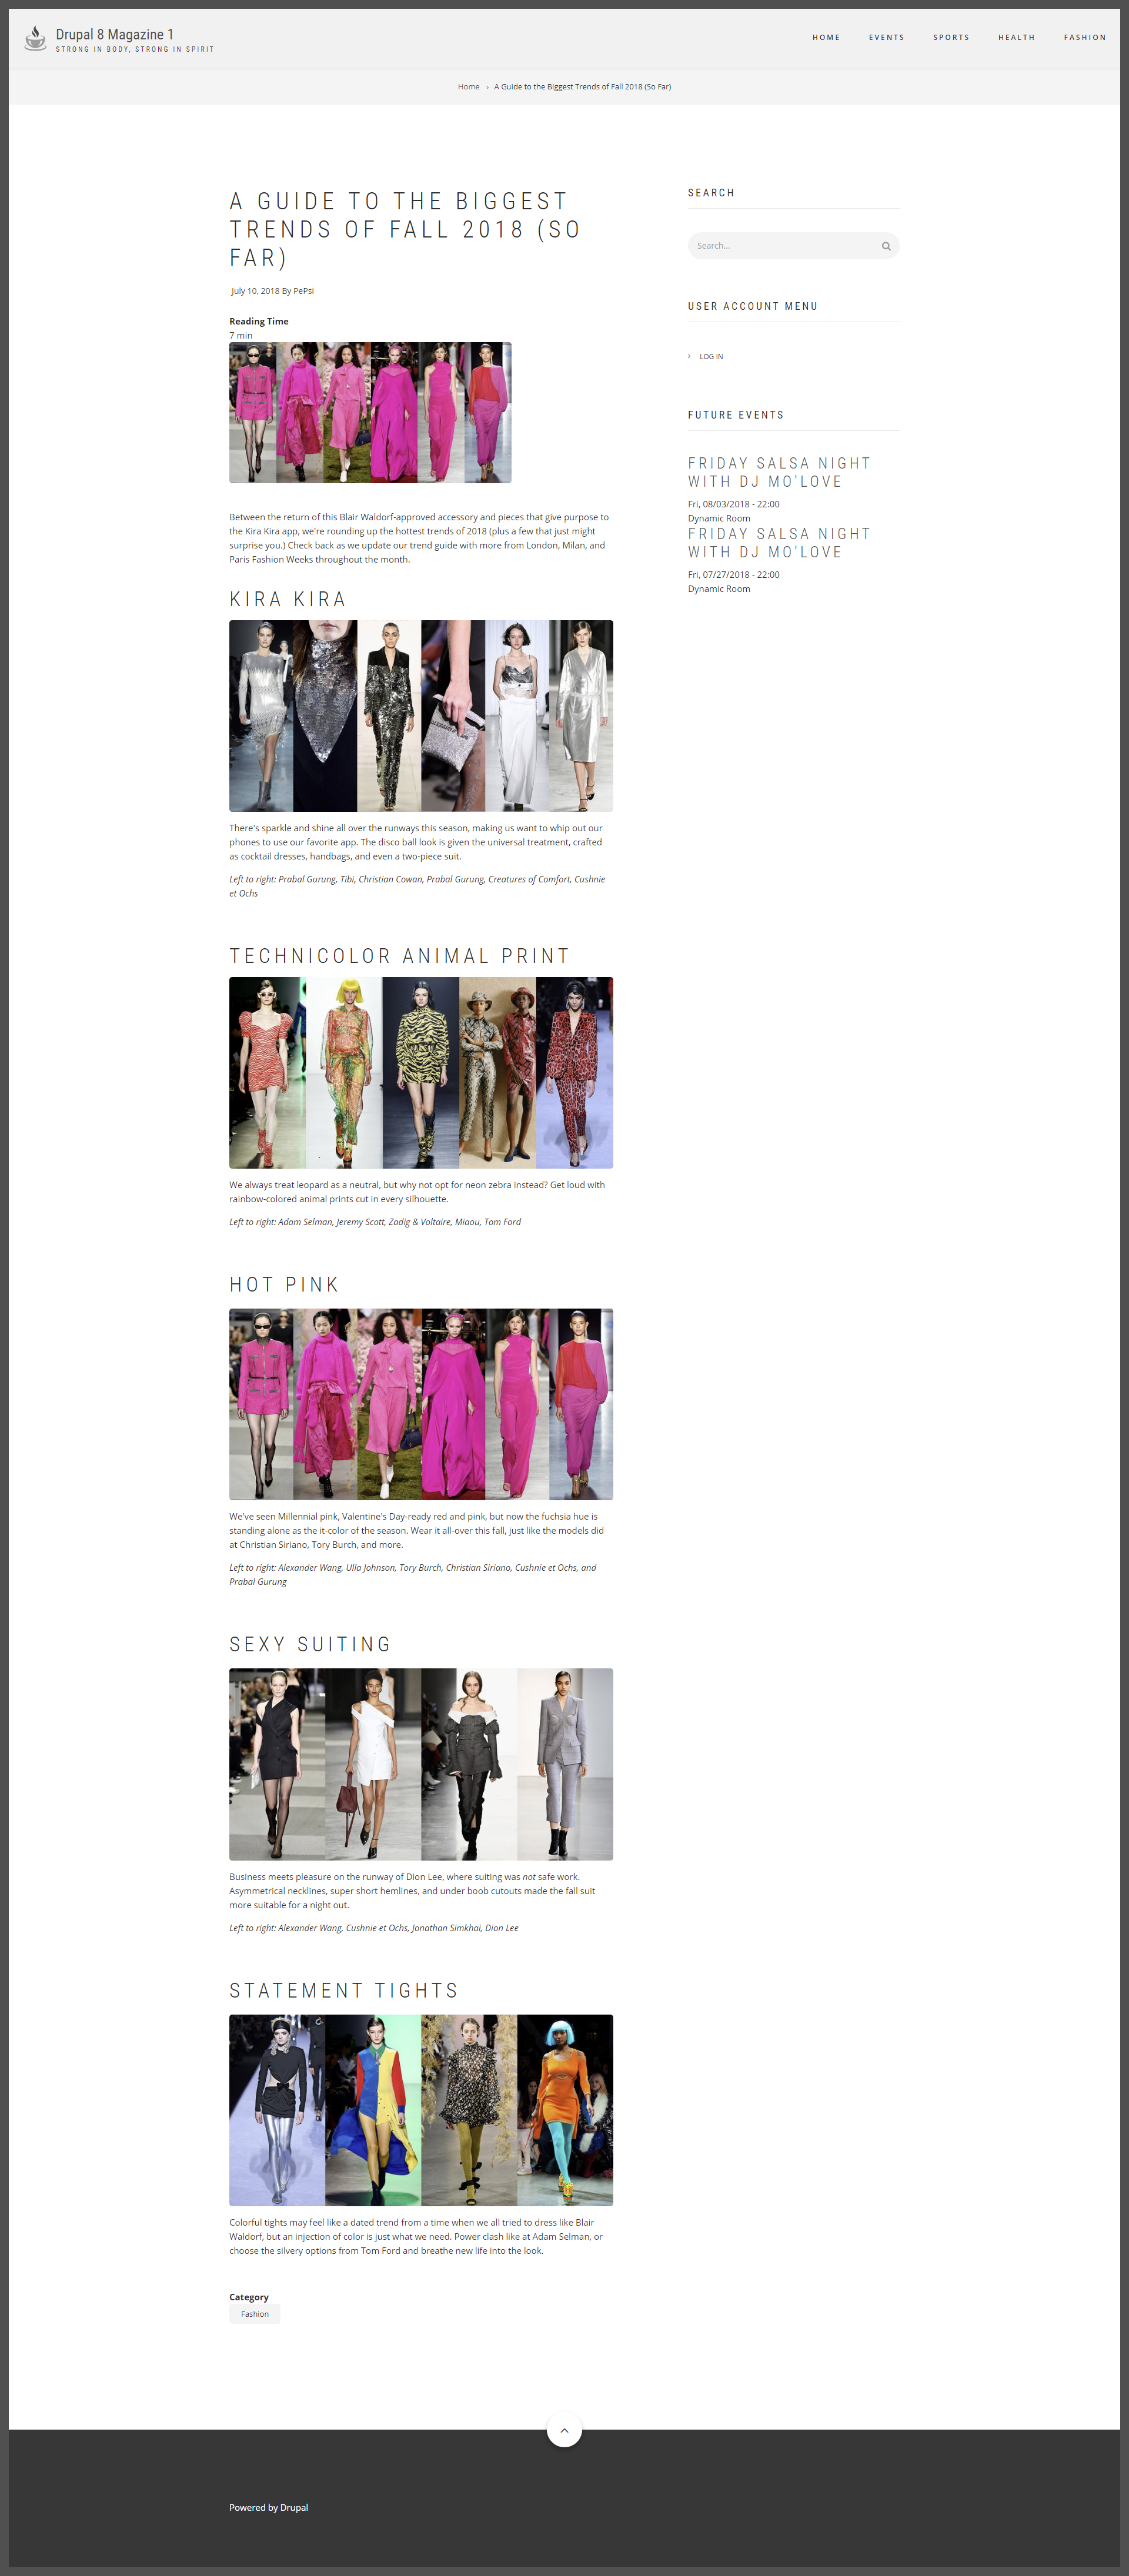 Drupal 8 Magazine 1
STRONG IN BODY, STRONG IN SPIRIT
HOME
EVENTS
SPORTS
HEALTH
FASHION
Home › A Guide to the Biggest Trends of Fall 2018 (So Far)
A GUIDE TO THE BIGGEST
TRENDS OF FALL 2018 (SO
FAR)
July 10, 2018 By PePsi
Reading Time
7 min
Between the return of this Blair Waldorf-approved accessory and pieces that give purpose to
the Kira Kira app, we're rounding up the hottest trends of 2018 (plus a few that just might
surprise you.) Check back as we update our trend guide with more from London, Milan, and
Paris Fashion Weeks throughout the month.
KIRA KIRA
There's sparkle and shine all over the runways this season, making us want to whip out our
phones to use our favorite app. The disco ball look is given the universal treatment, crafted
as cocktail dresses, handbags, and even a two-piece suit.
Left to right: Prabal Gurung, Tibi, Christian Cowan, Prabal Gurung, Creatures of Comfort, Cushnie
et Ochs
TECHNICOLOR ANIMAL PRINT
We always treat leopard as a neutral, but why not opt for neon zebra instead? Get loud with
rainbow-colored animal prints cut in every silhouette.
Left to right: Adam Selman, Jeremy Scott, Zadig & Voltaire, Miaou, Tom Ford
HOT PINK
We've seen Millennial pink, Valentine's Day-ready red and pink, but now the fuchsia hue is
standing alone as the it-color of the season. Wear it all-over this fall, just like the models did
at Christian Siriano, Tory Burch, and more.
Left to right: Alexander Wang, Ulla Johnson, Tory Burch, Christian Siriano, Cushnie et Ochs, and
Prabal Gurung
SEXY SUITING
Business meets pleasure on the runway of Dion Lee, where suiting was not safe work.
Asymmetrical necklines, super short hemlines, and under boob cutouts made the fall suit
more suitable for a night out.
Left to right: Alexander Wang, Cushnie et Ochs, Jonathan Simkhai, Dion Lee
STATEMENT TIGHTS
Colorful tights may feel like a dated trend from a time when we all tried to dress like Blair
Waldorf, but an injection of color is just what we need. Power clash like at Adam Selman, or
choose the silvery options from Tom Ford and breathe new life into the look.
Category
Fashion
SEARCH
Search...
USER ACCOUNT MENU
› LOG IN
FUTURE EVENTS
FRIDAY SALSA NIGHT
WITH DJ MO'LOVE
Fri, 08/03/2018 - 22:00
Dynamic Room
FRIDAY SALSA NIGHT
WITH DJ MO'LOVE
Fri, 07/27/2018 - 22:00
Dynamic Room
Powered by Drupal